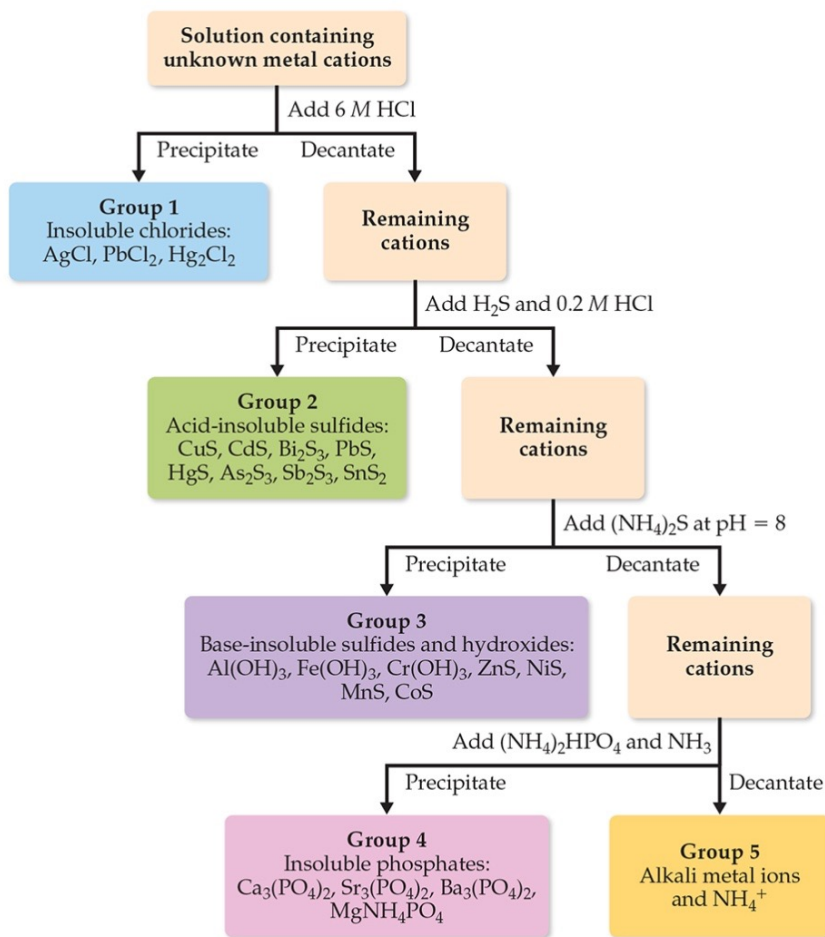 Solution containing
unknown metal cations
Add 6 M HCl
Precipitate
Decantate
Group 1
Insoluble chlorides:
AgCl, PbCl₂, Hg₂Cl₂
Remaining
cations
Add H₂S and 0.2 M HCl
Precipitate
Decantate
Group 2
Acid-insoluble sulfides:
CuS, CdS, Bi₂S₃, PbS,
HgS, As₂S₃, Sb₂S₃, SnS₂
Remaining
cations
Add (NH₄)₂S at pH = 8
Precipitate
Decantate
Group 3
Base-insoluble sulfides and hydroxides:
Al(OH)₃, Fe(OH)₃, Cr(OH)₃, ZnS, NiS,
MnS, CoS
Remaining
cations
Add (NH₄)₂HPO₄ and NH₃
Precipitate
Decantate
Group 4
Insoluble phosphates:
Ca₃(PO₄)₂, Sr₃(PO₄)₂, Ba₃(PO₄)₂,
MgNH₄PO₄
Group 5
Alkali metal ions
and NH₄⁺